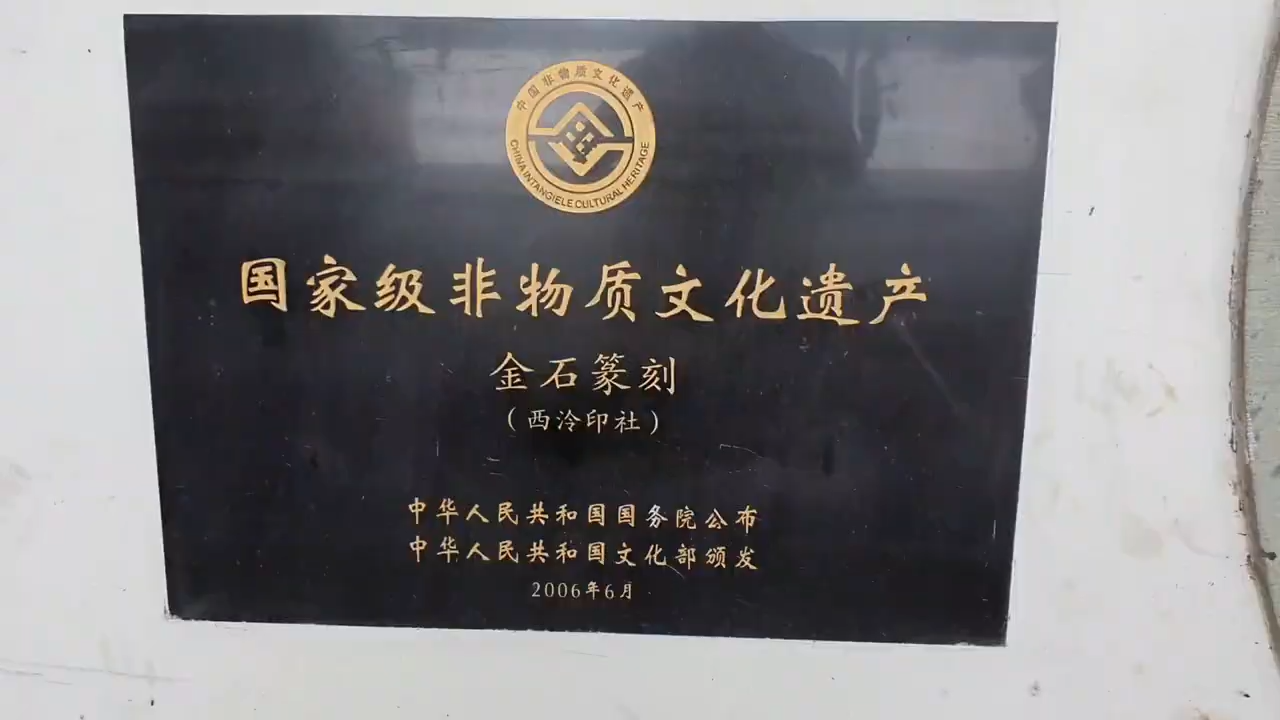 中国非物质文化遗产
CHINA INTANGIELE CULTURAL HERITAGE
国家级非物质文化遗产
金石篆刻
（西泠印社）
中华人民共和国国务院公布
中华人民共和国文化部颁发
2006年6月